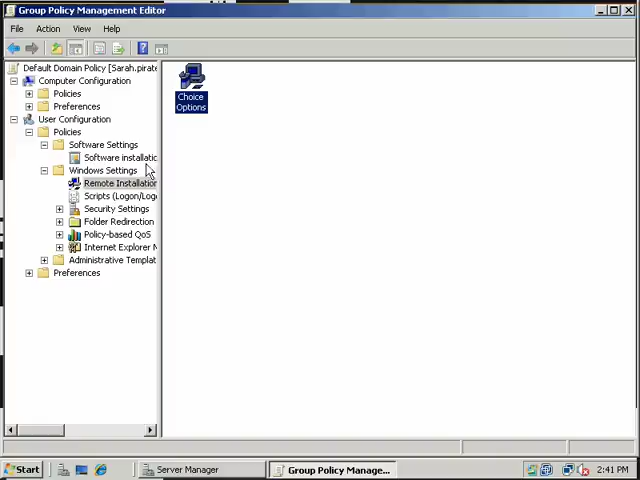 Group Policy Management Editor
File Action View Help
Default Domain Policy [Sarah.pirate
Computer Configuration
Policies
Preferences
User Configuration
Policies
Software Settings
Software installatic
Windows Settings
Remote Installation
Scripts (Logon/Log
Security Settings
Folder Redirection
Policy-based QoS
Internet Explorer M
Administrative Templat
Preferences
Choice
Options
Start
Server Manager
Group Policy Manage...
2:41 PM